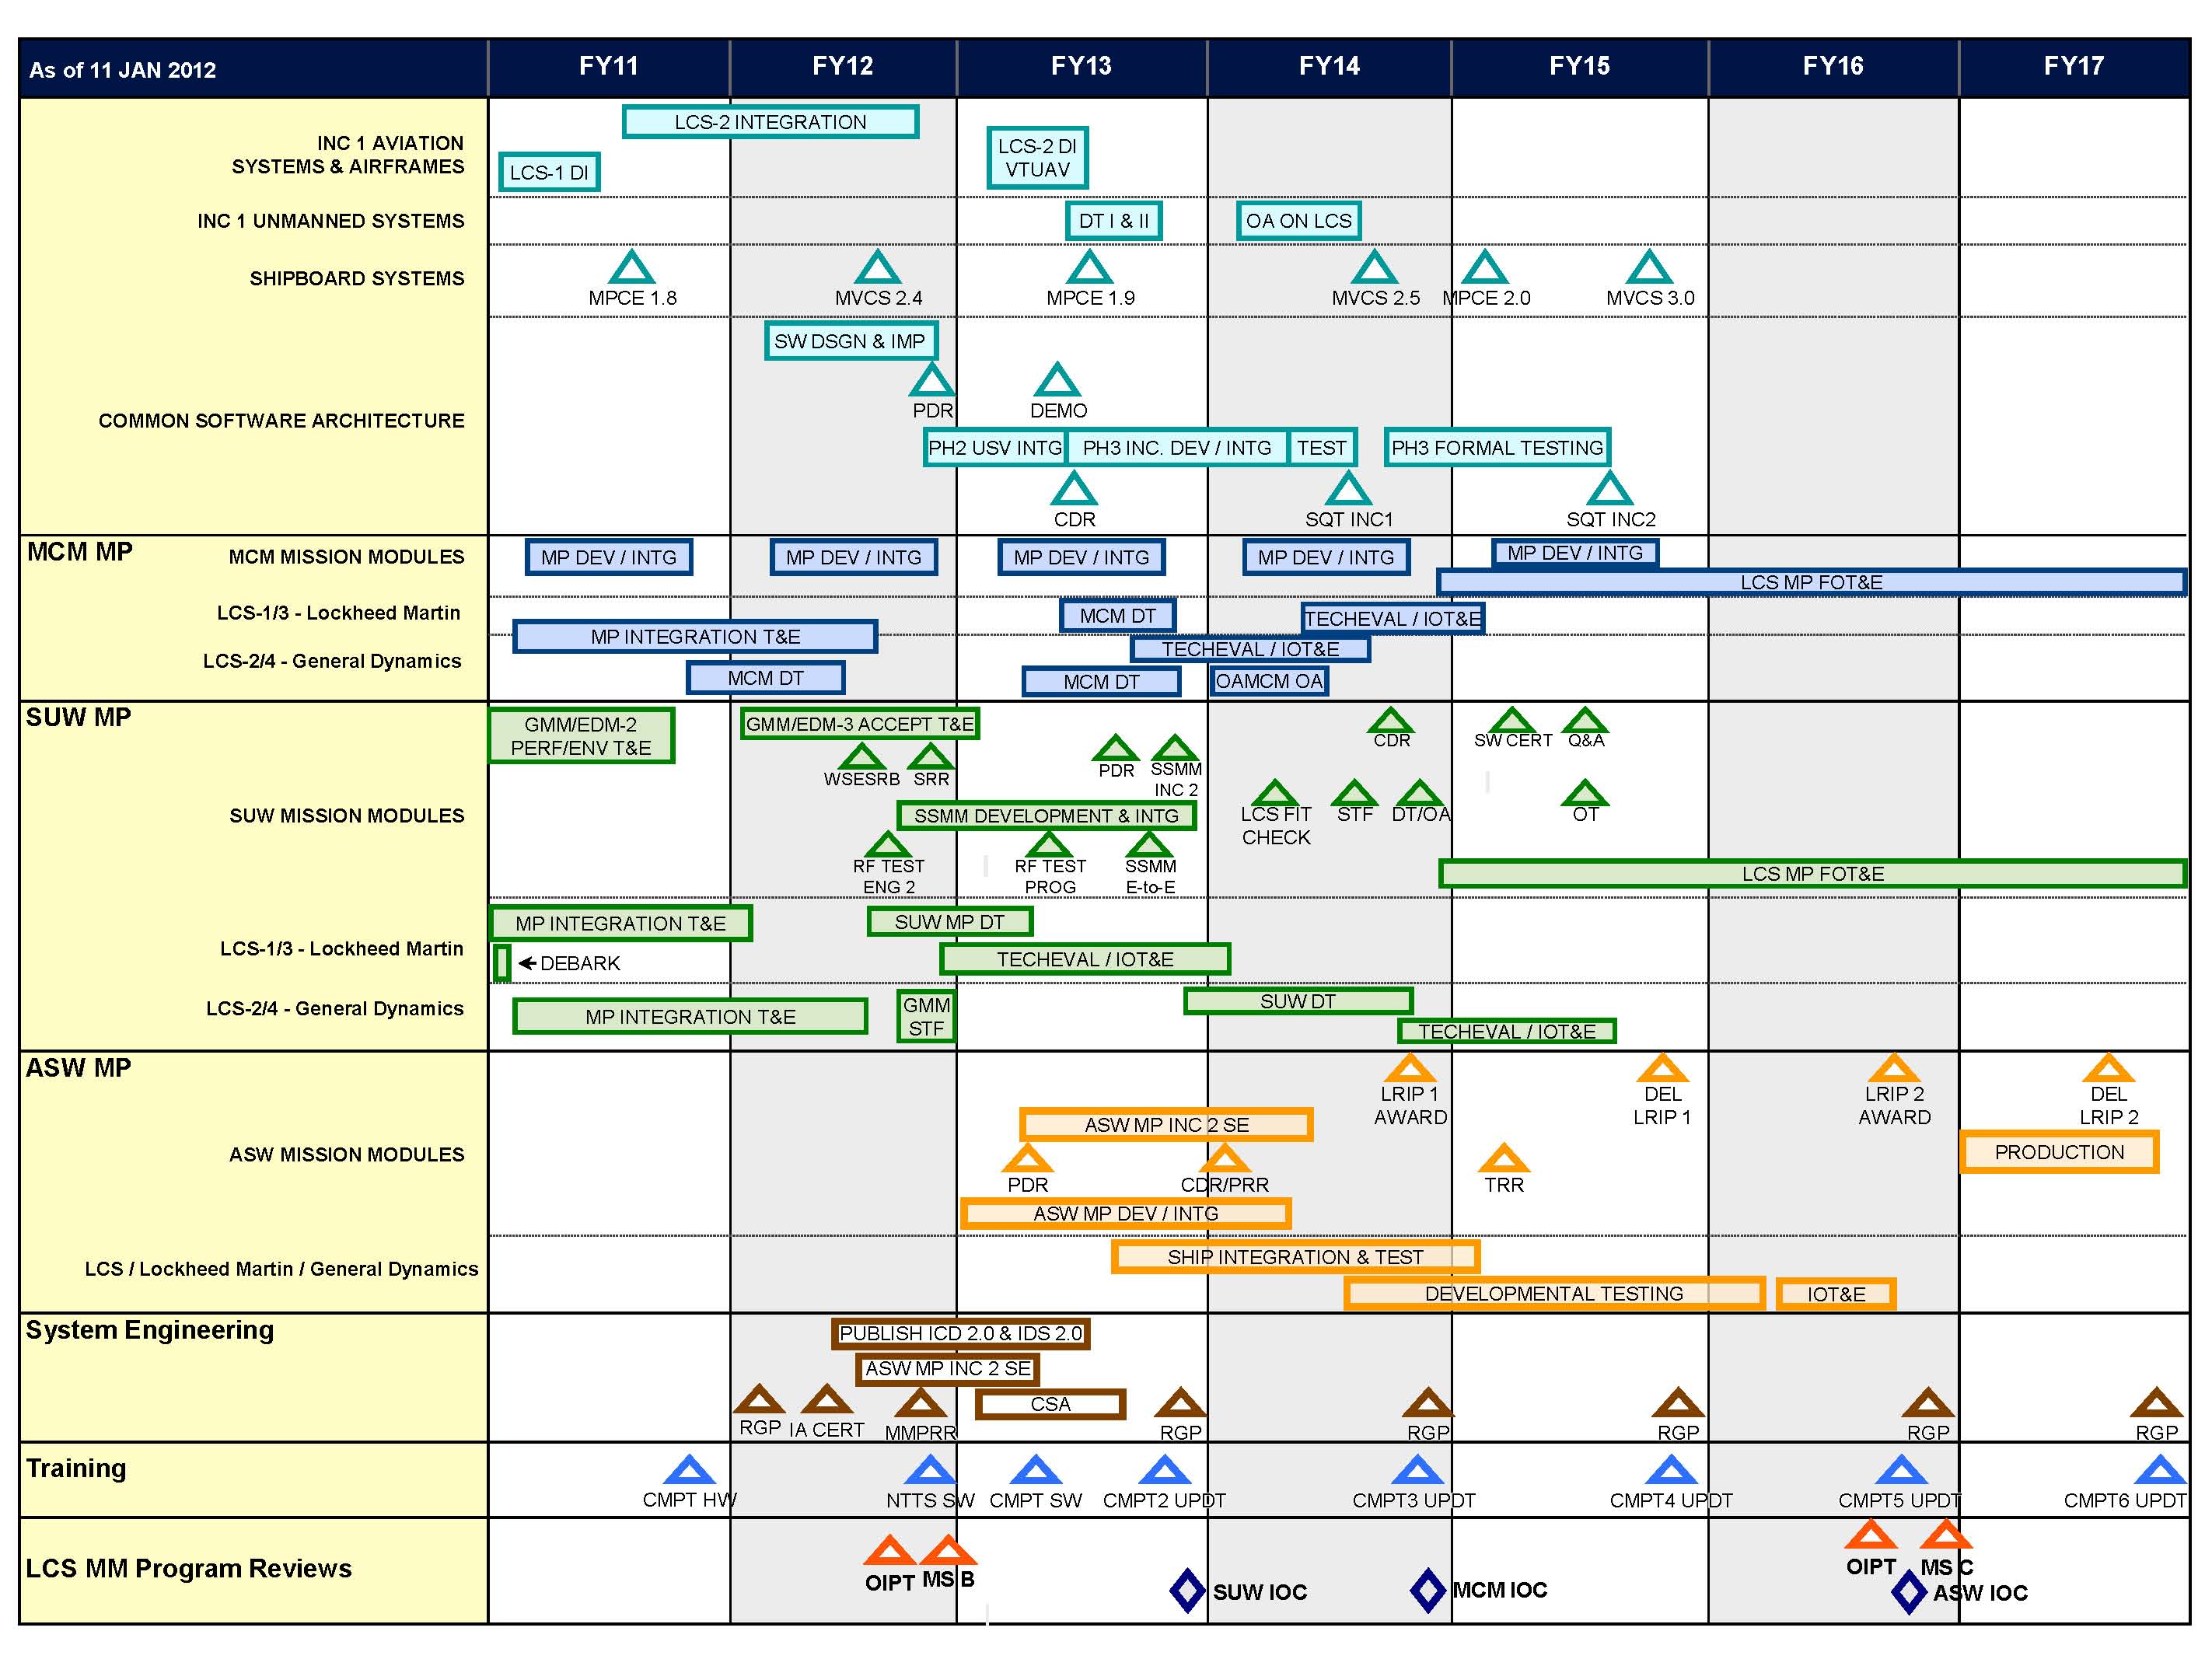 As of 11 JAN 2012
FY11
FY12
FY13
FY14
FY15
FY16
FY17
INC 1 AVIATION
SYSTEMS & AIRFRAMES
LCS-2 INTEGRATION
LCS-1 DI
LCS-2 DI
VTUAV
INC 1 UNMANNED SYSTEMS
DT I & II
OA ON LCS
SHIPBOARD SYSTEMS
MPCE 1.8
MVCS 2.4
MPCE 1.9
MVCS 2.5
MPCE 2.0
MVCS 3.0
COMMON SOFTWARE ARCHITECTURE
SW DSGN & IMP
PDR
DEMO
PH2 USV INTG
PH3 INC. DEV / INTG
TEST
PH3 FORMAL TESTING
CDR
SQT INC1
SQT INC2
MCM MP
MCM MISSION MODULES
MP DEV / INTG
MP DEV / INTG
MP DEV / INTG
MP DEV / INTG
MP DEV / INTG
LCS MP FOT&E
LCS-1/3 - Lockheed Martin
MCM DT
TECHEVAL / IOT&E
MP INTEGRATION T&E
LCS-2/4 - General Dynamics
TECHEVAL / IOT&E
MCM DT
MCM DT
OAMCM OA
SUW MP
GMM/EDM-2
PERF/ENV T&E
GMM/EDM-3 ACCEPT T&E
WSESRB
SRR
PDR
SSMM
INC 2
CDR
SW CERT
Q&A
SUW MISSION MODULES
SSMM DEVELOPMENT & INTG
LCS FIT
CHECK
STF
DT/OA
OT
RF TEST
ENG 2
RF TEST
PROG
SSMM
E-to-E
LCS MP FOT&E
LCS-1/3 - Lockheed Martin
MP INTEGRATION T&E
SUW MP DT
DEBARK
TECHEVAL / IOT&E
LCS-2/4 - General Dynamics
MP INTEGRATION T&E
GMM
STF
SUW DT
TECHEVAL / IOT&E
ASW MP
LRIP 1
AWARD
DEL
LRIP 1
LRIP 2
AWARD
DEL
LRIP 2
ASW MISSION MODULES
ASW MP INC 2 SE
PRODUCTION
PDR
CDR/PRR
TRR
ASW MP DEV / INTG
LCS / Lockheed Martin / General Dynamics
SHIP INTEGRATION & TEST
DEVELOPMENTAL TESTING
IOT&E
System Engineering
PUBLISH ICD 2.0 & IDS 2.0
ASW MP INC 2 SE
CSA
RGP
IA CERT
MMPRR
RGP
RGP
RGP
RGP
RGP
Training
CMPT HW
NTTS SW
CMPT SW
CMPT2 UPDT
CMPT3 UPDT
CMPT4 UPDT
CMPT5 UPDT
CMPT6 UPDT
LCS MM Program Reviews
OIPT
MS B
SUW IOC
MCM IOC
OIPT
MS C
ASW IOC